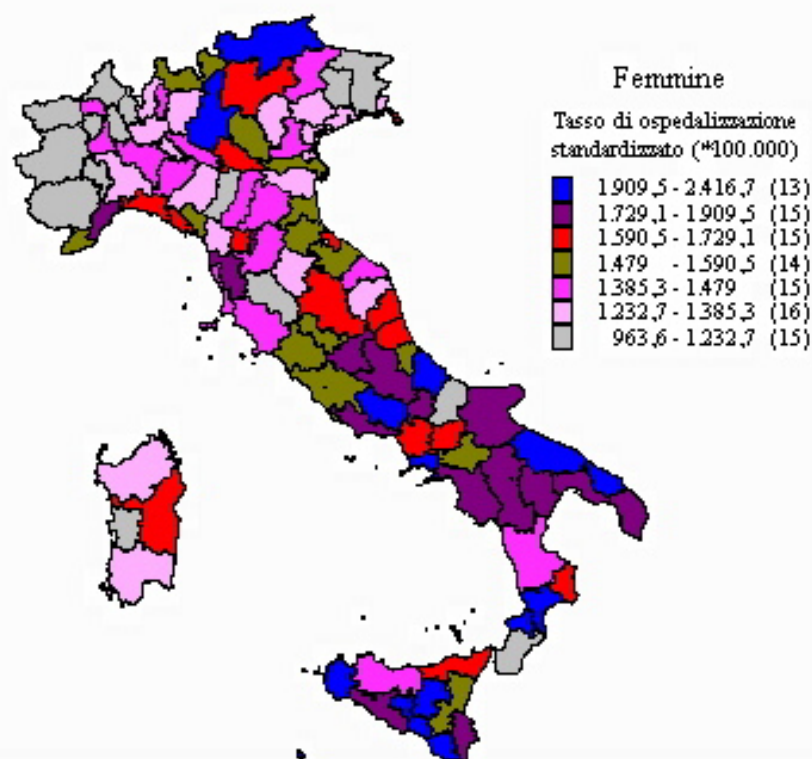 Femmine
Tasso di ospedalizzazione
standardizzato (*100.000)
1.909,5 - 2.416,7 (13)
1.729,1 - 1.909,5 (15)
1.590,5 - 1.729,1 (15)
1.479 - 1.590,5 (14)
1.385,3 - 1.479 (15)
1.232,7 - 1.385,3 (16)
963,6 - 1.232,7 (15)